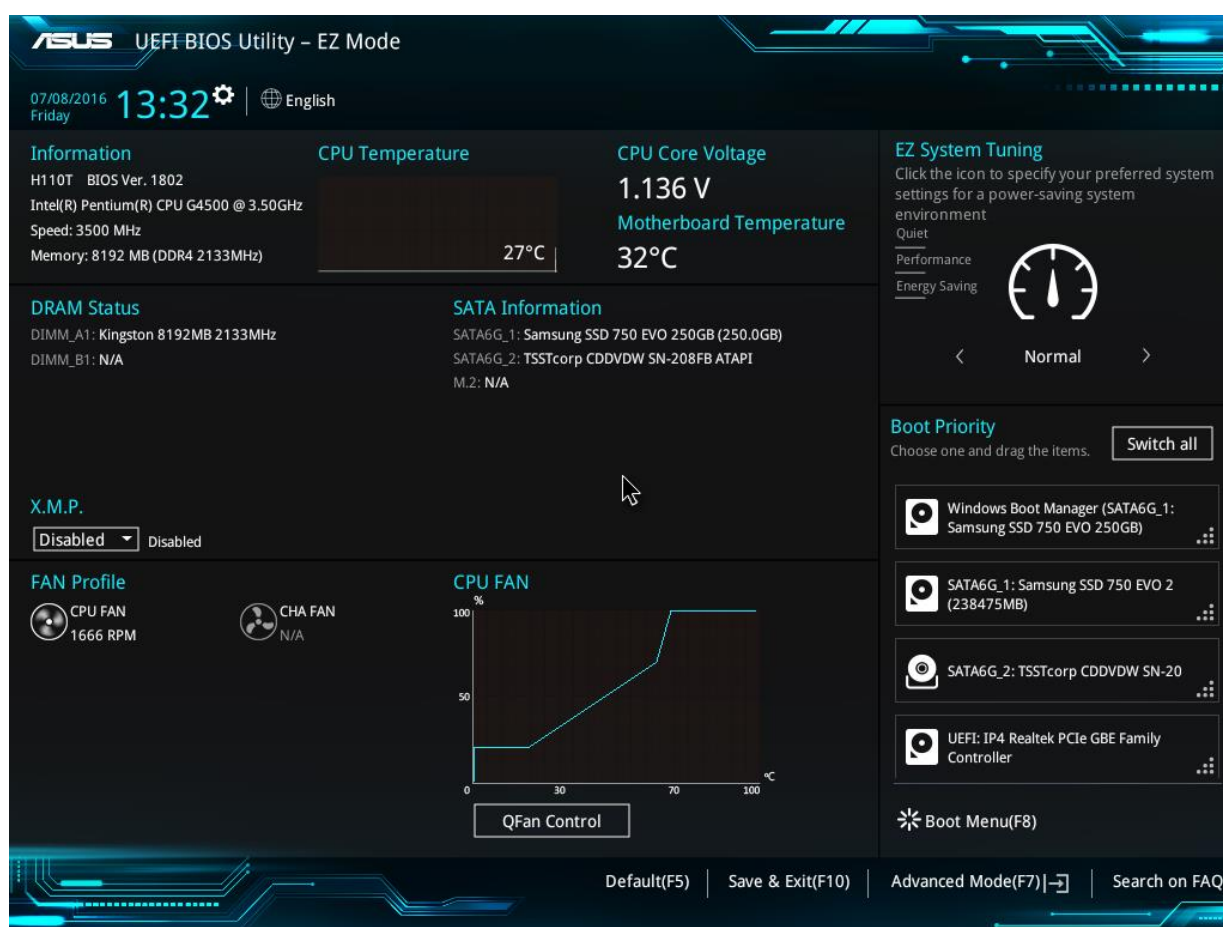 ASUS UEFI BIOS Utility – EZ Mode
07/08/2016
Friday
13:32
English
Information
H110T BIOS Ver. 1802
Intel(R) Pentium(R) CPU G4500 @ 3.50GHz
Speed: 3500 MHz
Memory: 8192 MB (DDR4 2133MHz)
CPU Temperature
27°C
CPU Core Voltage
1.136 V
Motherboard Temperature
32°C
EZ System Tuning
Click the icon to specify your preferred system
settings for a power-saving system
environment
Quiet
Performance
Energy Saving
Normal
DRAM Status
DIMM_A1: Kingston 8192MB 2133MHz
DIMM_B1: N/A
SATA Information
SATA6G_1: Samsung SSD 750 EVO 250GB (250.0GB)
SATA6G_2: TSSTcorp CDDVDW SN-208FB ATAPI
M.2: N/A
X.M.P.
Disabled
Disabled
Boot Priority
Choose one and drag the items.
Switch all
Windows Boot Manager (SATA6G_1:
Samsung SSD 750 EVO 250GB)
SATA6G_1: Samsung SSD 750 EVO 2
(238475MB)
SATA6G_2: TSSTcorp CDDVDW SN-20
UEFI: IP4 Realtek PCIe GBE Family
Controller
Boot Menu(F8)
FAN Profile
CPU FAN
1666 RPM
CHA FAN
N/A
CPU FAN
%
100
50
°C
0 30 70 100
QFan Control
Default(F5)
Save & Exit(F10)
Advanced Mode(F7)
Search on FAQ